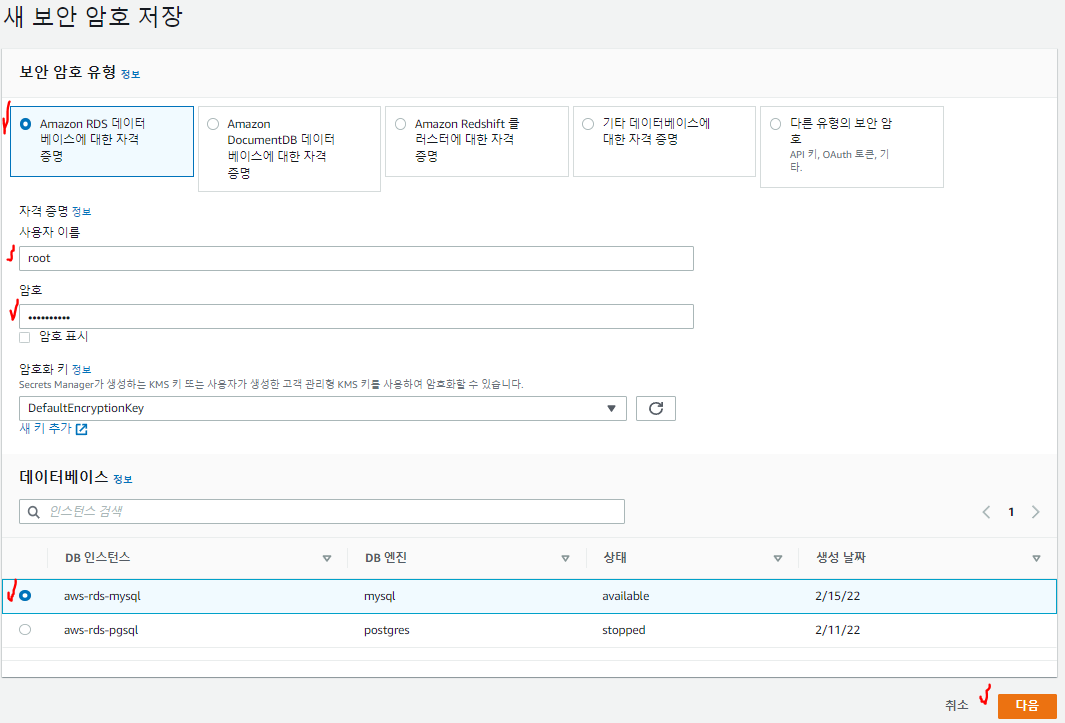 새 보안 암호 저장
보안 암호 유형 정보
Amazon RDS 데이터
베이스에 대한 자격
증명
Amazon
DocumentDB 데이터
베이스에 대한 자격
증명
Amazon Redshift 클
러스터에 대한 자격
증명
기타 데이터베이스에
대한 자격 증명
다른 유형의 보안 암
호
API 키, OAuth 토큰, 기
타.
자격 증명 정보
사용자 이름
root
암호
••••••••••
암호 표시
암호화 키 정보
Secrets Manager가 생성하는 KMS 키 또는 사용자가 생성한 고객 관리형 KMS 키를 사용하여 암호화할 수 있습니다.
DefaultEncryptionKey
새 키 추가
데이터베이스 정보
인스턴스 검색
1
DB 인스턴스 DB 엔진 상태 생성 날짜
aws-rds-mysql mysql available 2/15/22
aws-rds-pgsql postgres stopped 2/11/22
취소 다음